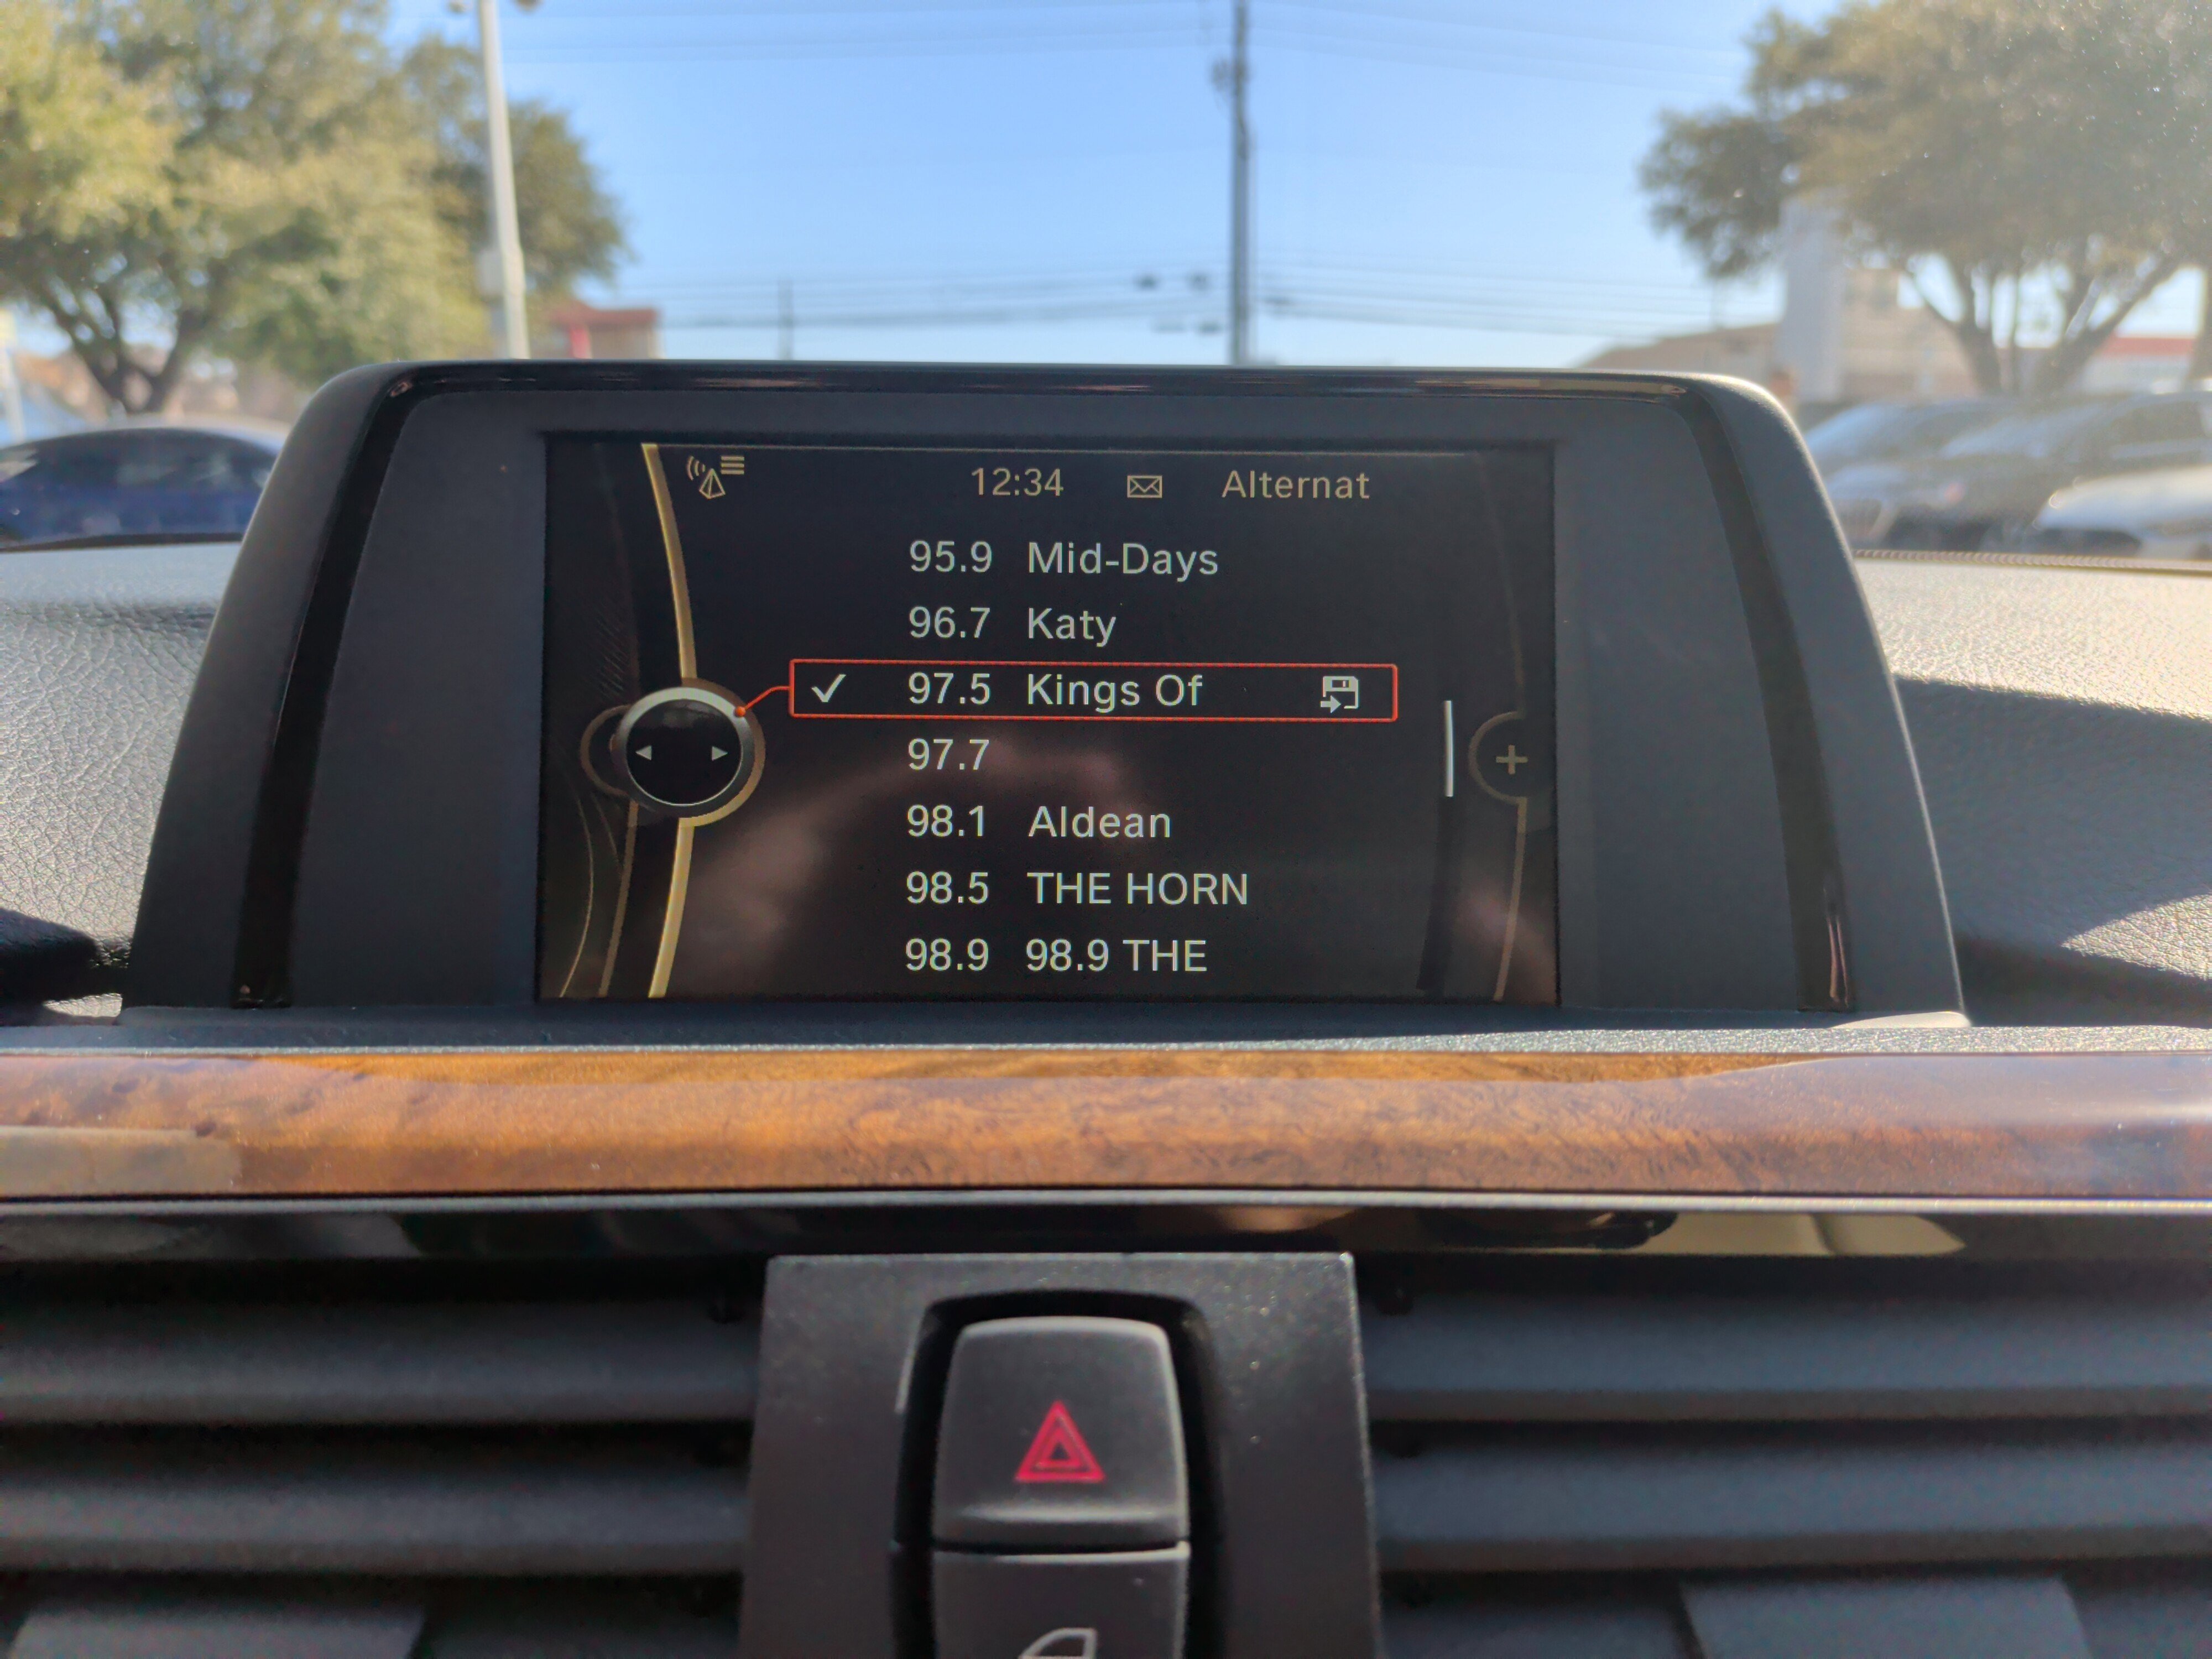 12:34 Alternat
95.9 Mid-Days
96.7 Katy
97.5 Kings Of
97.7
98.1 Aldean
98.5 THE HORN
98.9 98.9 THE